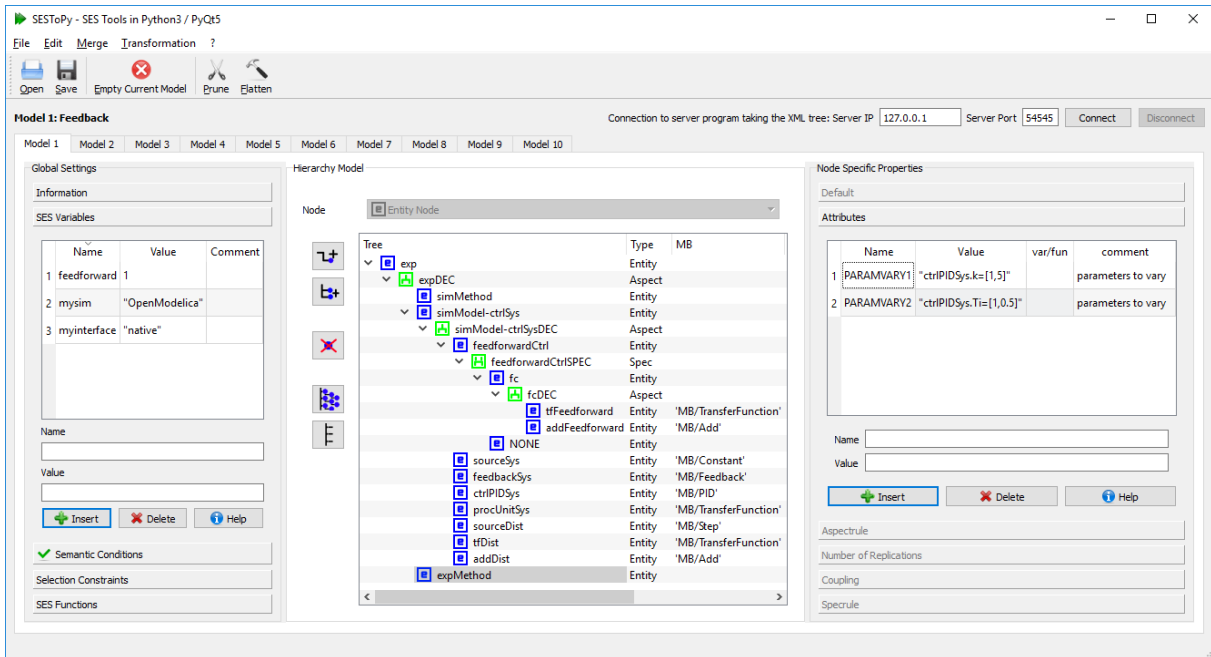 SESToPy - SES Tools in Python3 / PyQt5
File Edit Merge Transformation ?
Open Save Empty Current Model Prune Flatten
Model 1: Feedback
Connection to server program taking the XML tree: Server IP 127.0.0.1 Server Port 54545 Connect Disconnect
Model 1 Model 2 Model 3 Model 4 Model 5 Model 6 Model 7 Model 8 Model 9 Model 10
Global Settings
Information
SES Variables
Name Value Comment
1 feedforward 1
2 mysim "OpenModelica"
3 myinterface "native"
Name
Value
Insert Delete Help
Semantic Conditions
Selection Constraints
SES Functions
Hierarchy Model
Node e Entity Node
Tree Type MB
e exp Entity
expDEC Aspect
e simMethod Entity
e simModel-ctrlSys Entity
simModel-ctrlSysDEC Aspect
e feedforwardCtrl Entity
feedforwardCtrlSPEC Spec
e fc Entity
fcDEC Aspect
e tfFeedforward Entity 'MB/TransferFunction'
e addFeedforward Entity 'MB/Add'
e NONE Entity
e sourceSys Entity 'MB/Constant'
e feedbackSys Entity 'MB/Feedback'
e ctrlPIDSys Entity 'MB/PID'
e procUnitSys Entity 'MB/TransferFunction'
e sourceDist Entity 'MB/Step'
e tfDist Entity 'MB/TransferFunction'
e addDist Entity 'MB/Add'
e expMethod Entity
Node Specific Properties
Default
Attributes
Name Value var/fun comment
1 PARAMVARY1 "ctrlPIDSys.k=[1,5]" parameters to vary
2 PARAMVARY2 "ctrlPIDSys.Ti=[1,0.5]" parameters to vary
Name
Value
Insert Delete Help
Aspectrule
Number of Replications
Coupling
Specrule